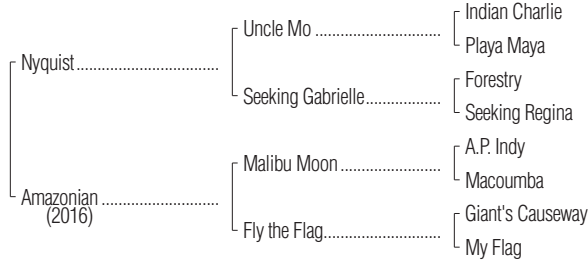 Indian Charlie
Uncle Mo
Playa Maya
Nyquist
Forestry
Seeking Gabrielle
Seeking Regina
A.P. Indy
Malibu Moon
Macoumba
Amazonian
(2016)
Giant's Causeway
Fly the Flag
My Flag